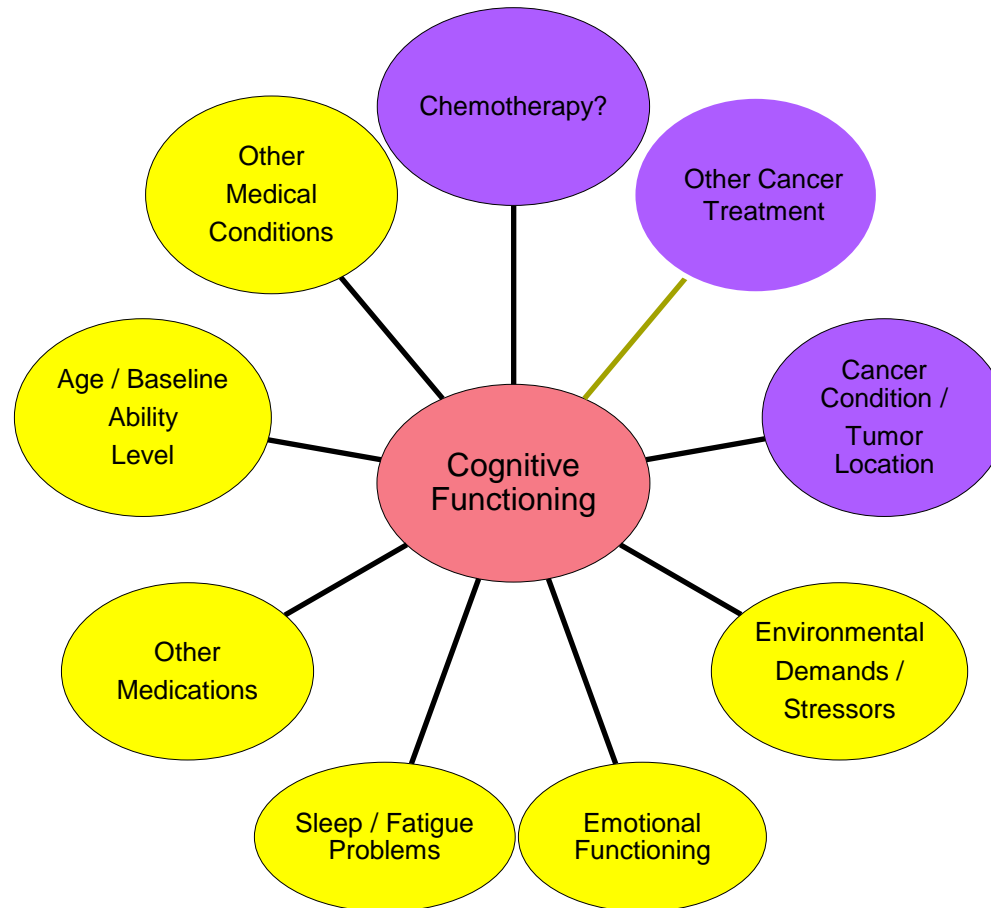 Chemotherapy?
Other Cancer
Treatment
Other
Medical
Conditions
Cancer
Condition /
Tumor
Location
Age / Baseline
Ability
Level
Cognitive
Functioning
Environmental
Demands /
Stressors
Other
Medications
Sleep / Fatigue
Problems
Emotional
Functioning